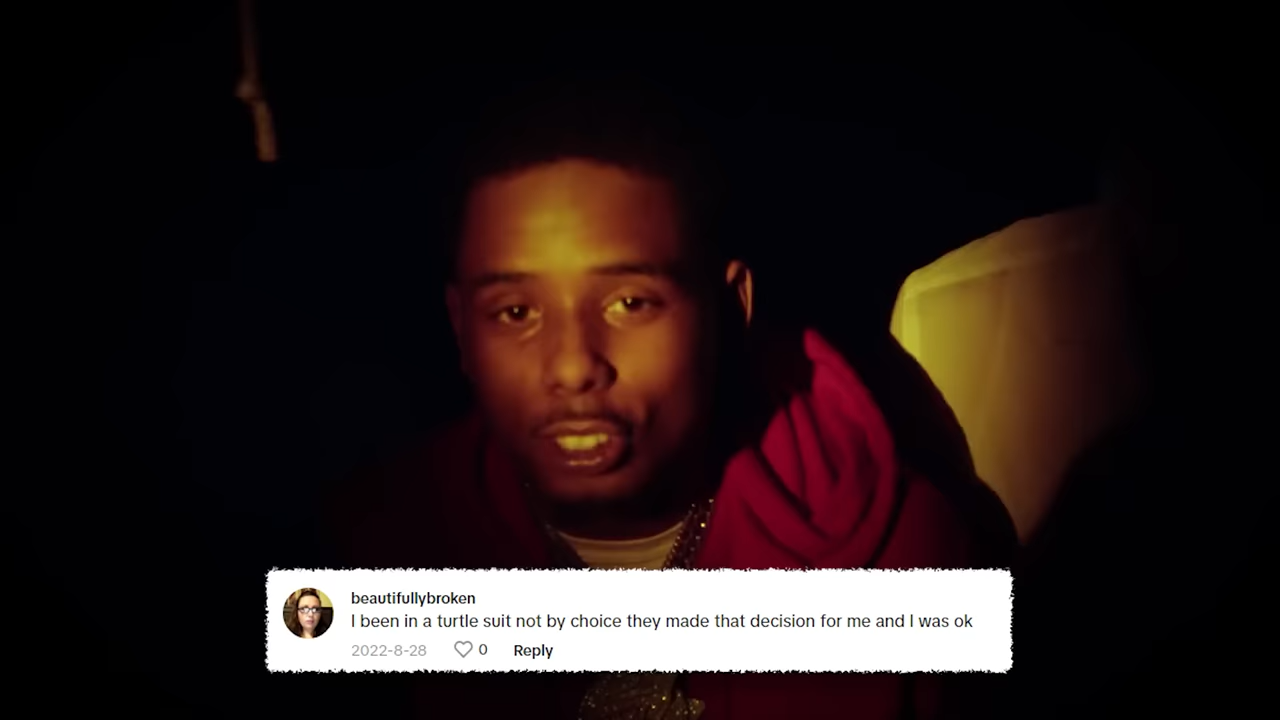 beautifullybroken
I been in a turtle suit not by choice they made that decision for me and I was ok
2022-8-28 0 Reply